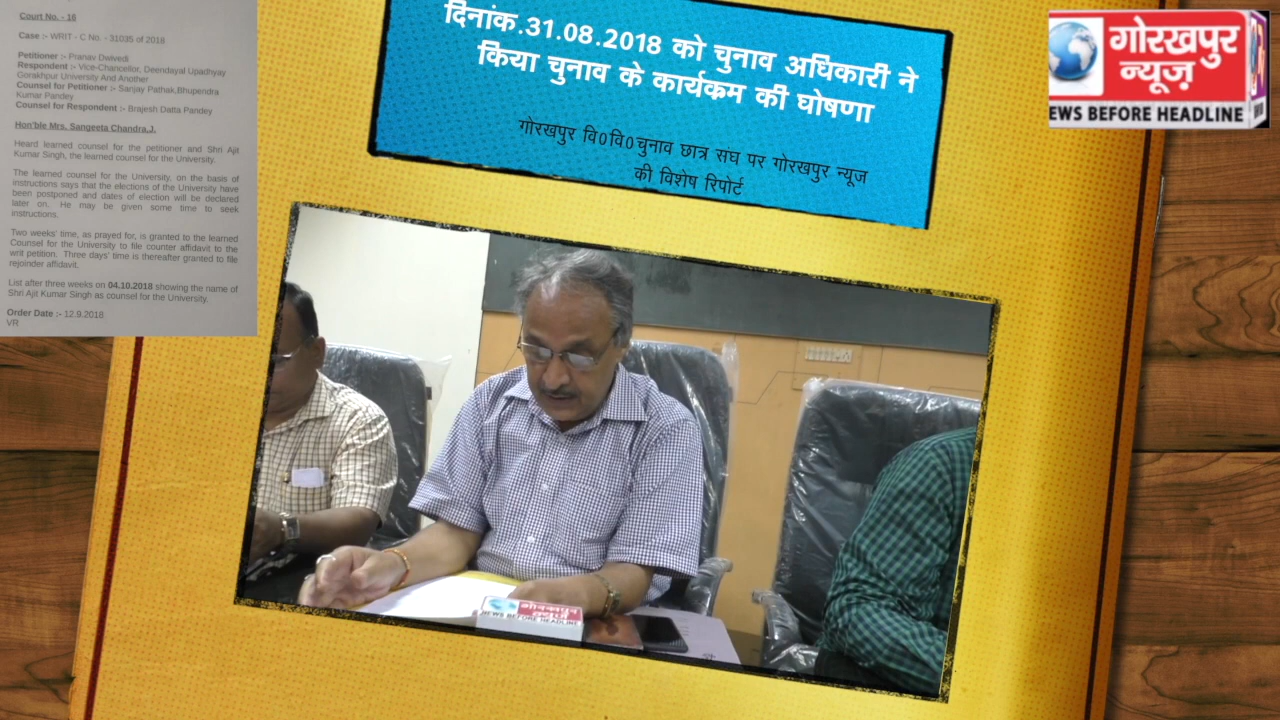 Court No. - 16
Case :- WRIT - C No. - 31035 of 2018
Petitioner :- Pranav Dwivedi
Respondent :- Vice-Chancellor, Deendayal Upadhyay
Gorakhpur University And Another
Counsel for Petitioner :- Sanjay Pathak,Bhupendra
Kumar Pandey
Counsel for Respondent :- Brajesh Datta Pandey
Hon'ble Mrs. Sangeeta Chandra,J.
Heard learned counsel for the petitioner and Shri Ajit
Kumar Singh, the learned counsel for the University.
The learned counsel for the University, on the basis of
instructions says that the elections of the University have
been postponed and dates of election will be declared
later on. He may be given some time to seek
instructions.
Two weeks' time, as prayed for, is granted to the learned
Counsel for the University to file counter affidavit to the
writ petition. Three days' time is thereafter granted to file
rejoinder affidavit.
List after three weeks on 04.10.2018 showing the name of
Shri Ajit Kumar Singh as counsel for the University.
Order Date :- 12.9.2018
VR
दिनांक.31.08.2018 को चुनाव अधिकारी ने
किया चुनाव के कार्यक्रम की घोषणा
गोरखपुर वि0वि0चुनाव छात्र संघ पर गोरखपुर न्यूज
की विशेष रिपोर्ट
गोरखपुर
न्यूज़
EWS BEFORE HEADLINE
गोरखपुर
न्यूज़
NEWS BEFORE HEADLINE